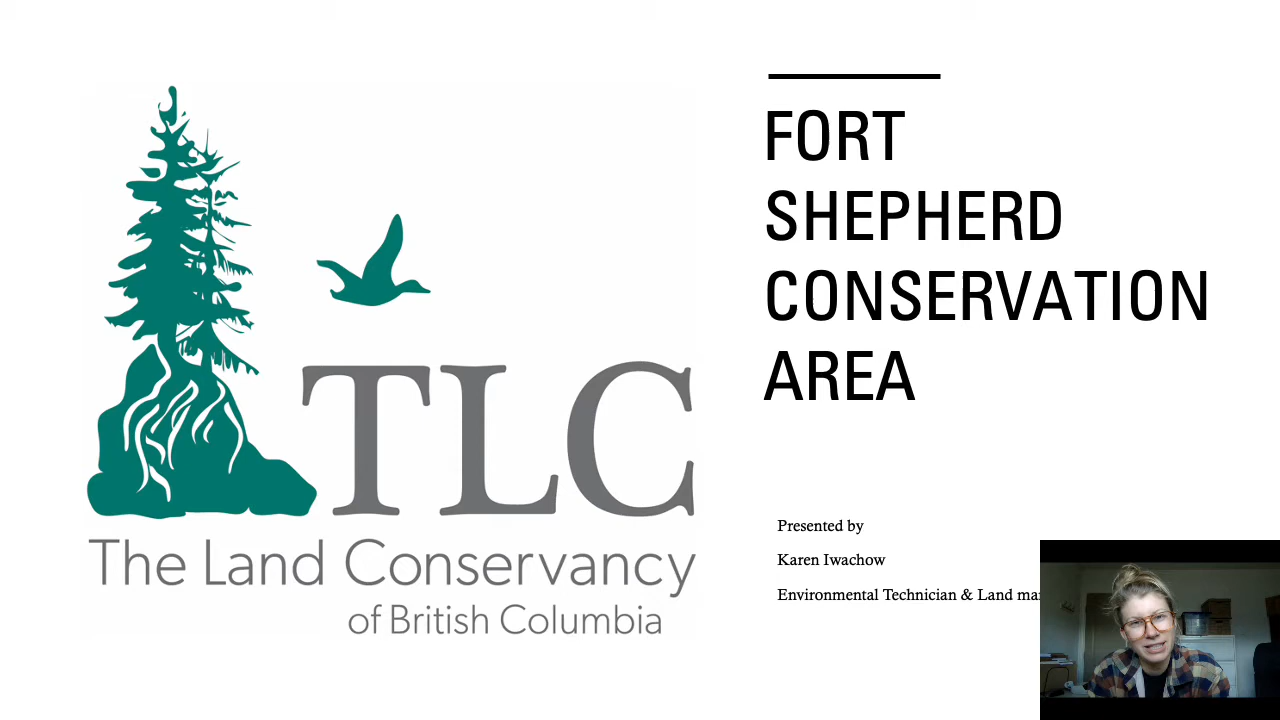 TLC
The Land Conservancy
of British Columbia
FORT
SHEPHERD
CONSERVATION
AREA
Presented by
Karen Iwachow
Environmental Technician & Land